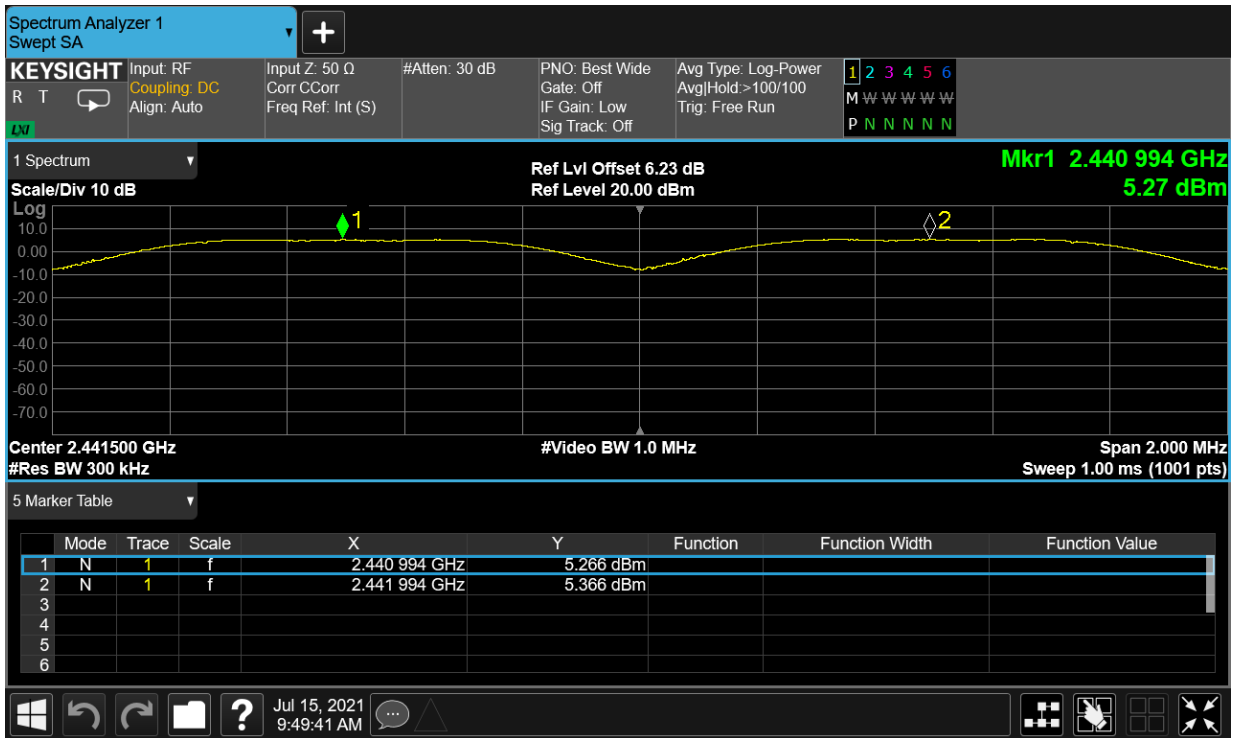 Spectrum Analyzer 1
Swept SA
+
KEYSIGHT
R T
LXI
Input: RF
Coupling: DC
Align: Auto
Input Z: 50 Ω
Corr CCorr
Freq Ref: Int (S)
#Atten: 30 dB
PNO: Best Wide
Gate: Off
IF Gain: Low
Sig Track: Off
Avg Type: Log-Power
Avg|Hold:>100/100
Trig: Free Run
1 2 3 4 5 6
M W W W W W
P N N N N N
1 Spectrum
Scale/Div 10 dB
Ref Lvl Offset 6.23 dB
Ref Level 20.00 dBm
Mkr1 2.440 994 GHz
5.27 dBm
Log
10.0
0.00
-10.0
-20.0
-30.0
-40.0
-50.0
-60.0
-70.0
1
2
Center 2.441500 GHz
#Res BW 300 kHz
#Video BW 1.0 MHz
Span 2.000 MHz
Sweep 1.00 ms (1001 pts)
5 Marker Table
Mode Trace Scale X Y Function Function Width Function Value
1 N 1 f 2.440 994 GHz 5.266 dBm
2 N 1 f 2.441 994 GHz 5.366 dBm
3
4
5
6
?
Jul 15, 2021
9:49:41 AM